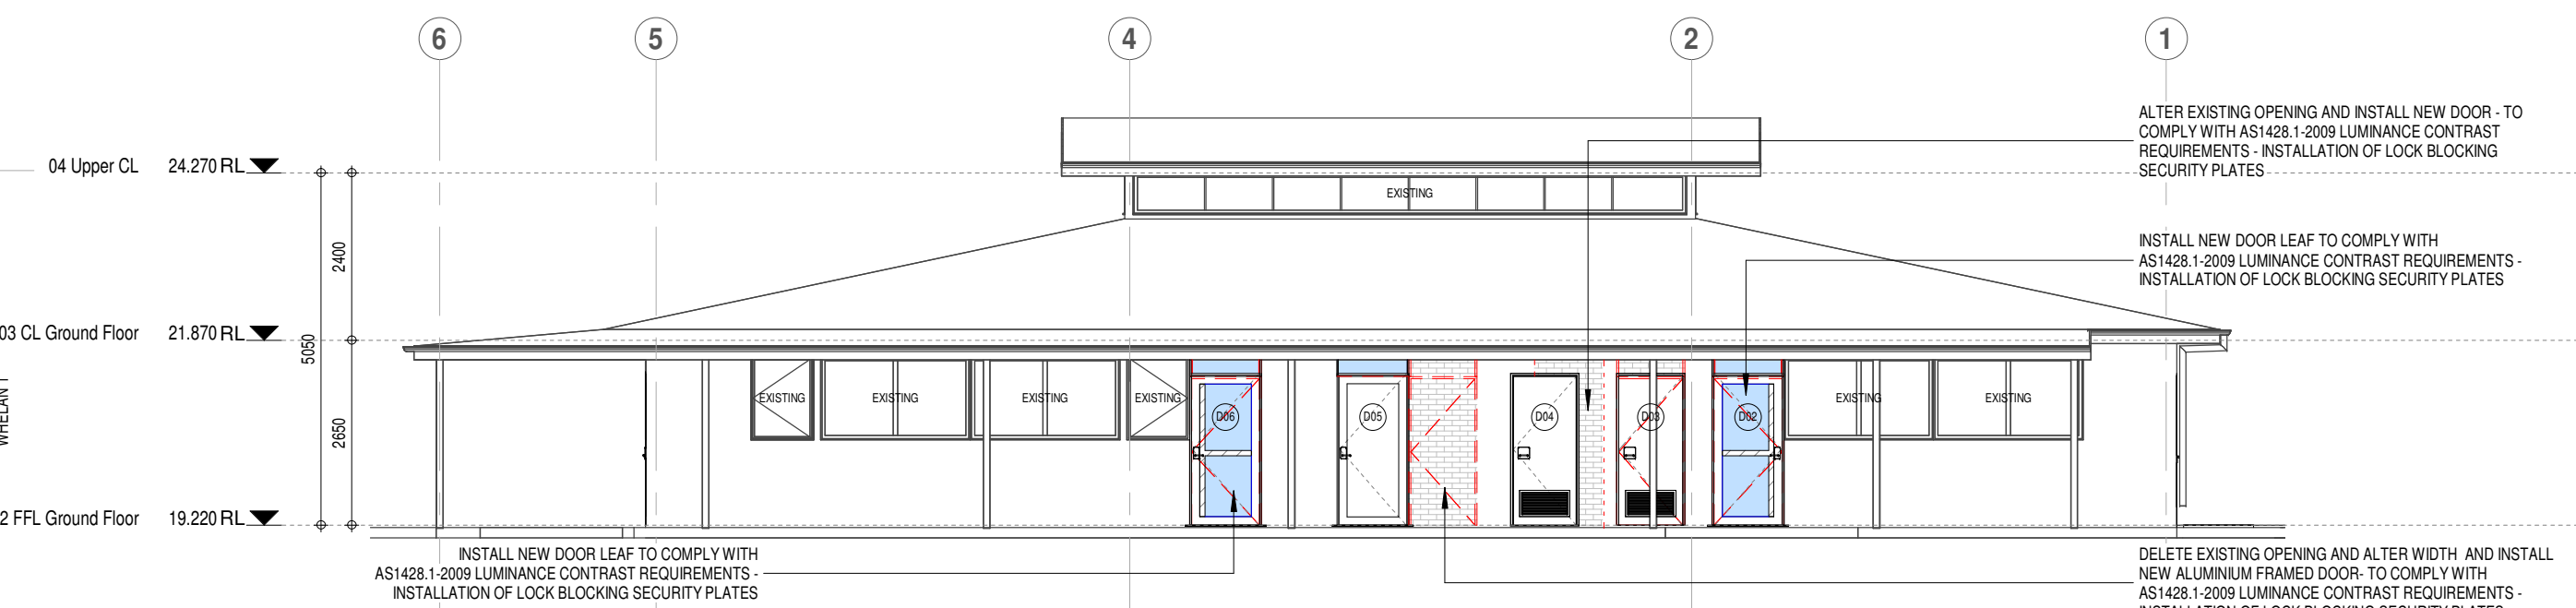 6
5
4
2
1
ALTER EXISTING OPENING AND INSTALL NEW DOOR - TO
COMPLY WITH AS1428.1-2009 LUMINANCE CONTRAST
REQUIREMENTS - INSTALLATION OF LOCK BLOCKING
SECURITY PLATES
04 Upper CL 24.270 RL
EXISTING
INSTALL NEW DOOR LEAF TO COMPLY WITH
AS1428.1-2009 LUMINANCE CONTRAST REQUIREMENTS -
INSTALLATION OF LOCK BLOCKING SECURITY PLATES
2400
03 CL Ground Floor 21.870 RL
5050
2650
EXISTING
EXISTING
EXISTING
EXISTING
D06
D05
D04
D03
D02
EXISTING
EXISTING
2 FFL Ground Floor 19.220 RL
INSTALL NEW DOOR LEAF TO COMPLY WITH
AS1428.1-2009 LUMINANCE CONTRAST REQUIREMENTS -
INSTALLATION OF LOCK BLOCKING SECURITY PLATES
DELETE EXISTING OPENING AND ALTER WIDTH AND INSTALL
NEW ALUMINIUM FRAMED DOOR- TO COMPLY WITH
AS1428.1-2009 LUMINANCE CONTRAST REQUIREMENTS -
INSTALLATION OF LOCK BLOCKING SECURITY PLATES